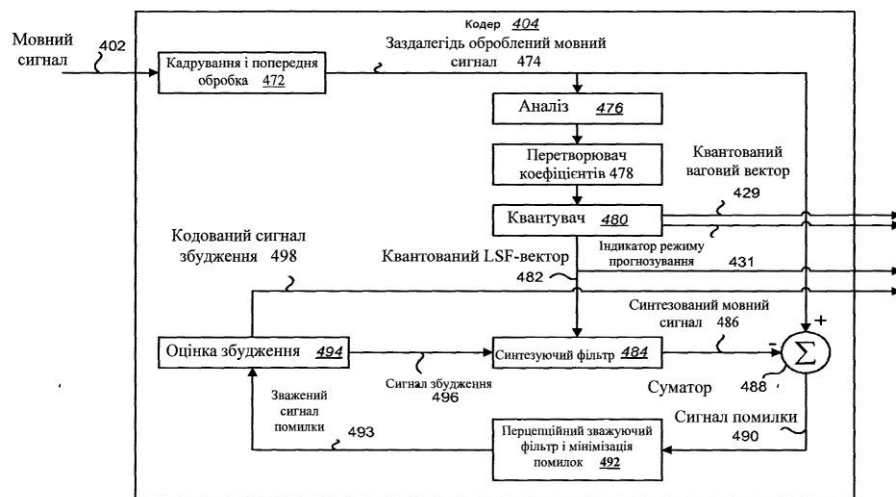 Кодер 404
Мовний
сигнал
402
Кадрування і попередня
обробка 472
Заздалегідь оброблений мовний
сигнал 474
Аналіз 476
Перетворювач
коефіцієнтів 478
Квантований
ваговий вектор
429
Квантувач 480
Кодований сигнал
збудження 498
Квантований LSF-вектор
482
Індикатор режиму
прогнозування 431
Синтезований мовний
сигнал 486
+
-
Оцінка збудження 494
Синтезуючий фільтр 484
Σ
Сигнал збудження
496
Суматор
488
Зважений
сигнал
помилки
493
Перцепційний зважуючий
фільтр і мінімізація
помилок 492
Сигнал помилки
490